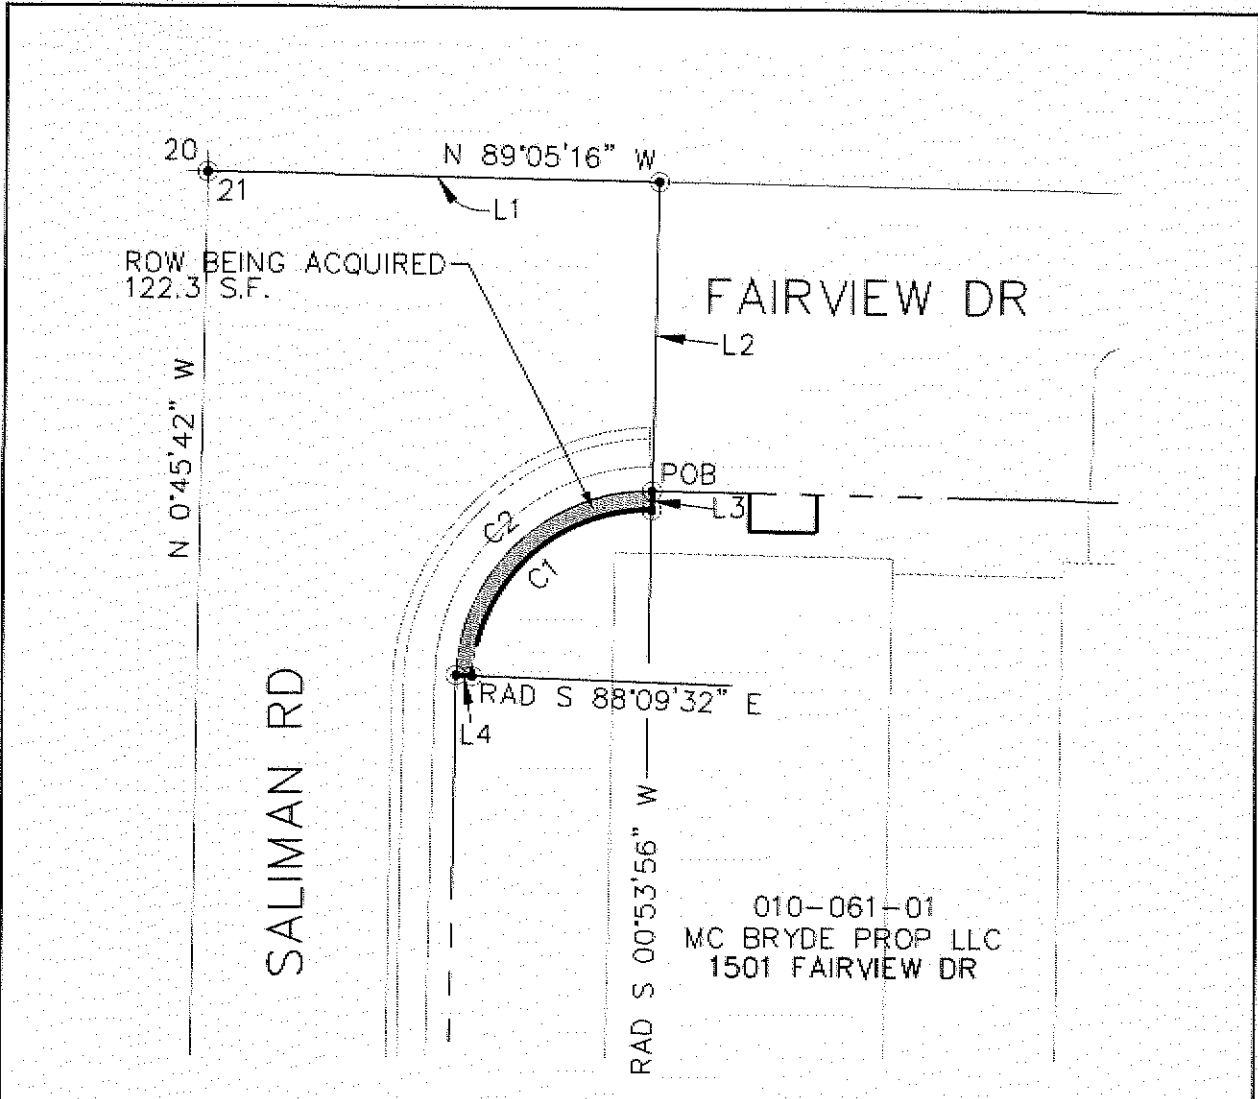 20
21
N 89°05'16" W
L1
ROW BEING ACQUIRED
122.3 S.F.
FAIRVIEW DR
L2
N 0°45'42" W
POB
L3
C2
C1
RAD S 88°09'32" E
L4
SALIMAN RD
RAD S 00°53'56" W
010-061-01
MC BRYDE PROP LLC
1501 FAIRVIEW DR